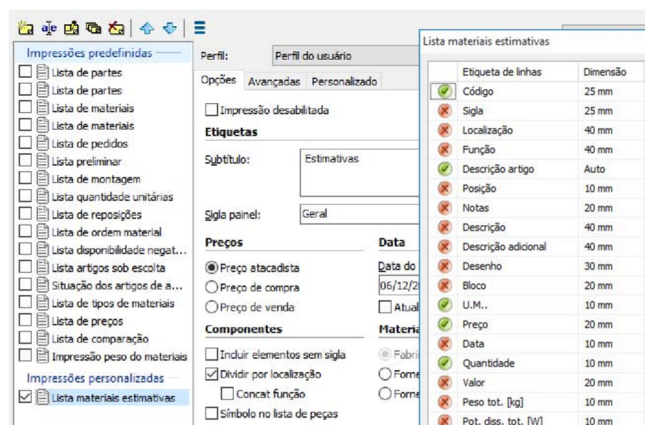 Impressões predefinidas
Lista de partes
Lista de partes
Lista de materiais
Lista de materiais
Lista de pedidos
Lista preliminar
Lista de montagem
Lista quantidade unitárias
Lista de reposições
Lista de ordem material
Lista disponibilidade negat...
Lista artigos sob escolta
Situação dos artigos de a...
Lista de tipos de materiais
Lista de preços
Lista de comparação
Impressão peso do materiais
Impressões personalizadas
Lista materiais estimativas
Perfil: Perfil do usuário
Opções Avançadas Personalizado
Impressão desabilitada
Etiquetas
Subtítulo: Estimativas
Sigla painel: Geral
Preços Data
Preço atacadista Data do
Preço de compra 06/12/2
Preço de venda Atual
Componentes Materia
Incluir elementos sem sigla Fabri
Dividir por localização Forne
Concat função Forne
Símbolo no lista de peças
Lista materiais estimativas
Etiqueta de linhas Dimensão
Código 25 mm
Sigla 25 mm
Localização 40 mm
Função 40 mm
Descrição artigo Auto
Posição 10 mm
Notas 20 mm
Descrição 40 mm
Descrição adicional 40 mm
Desenho 30 mm
Bloco 20 mm
U.M.. 10 mm
Preço 20 mm
Data 10 mm
Quantidade 10 mm
Valor 20 mm
Peso tot. [kg] 10 mm
Pot. diss. tot. [W] 10 mm